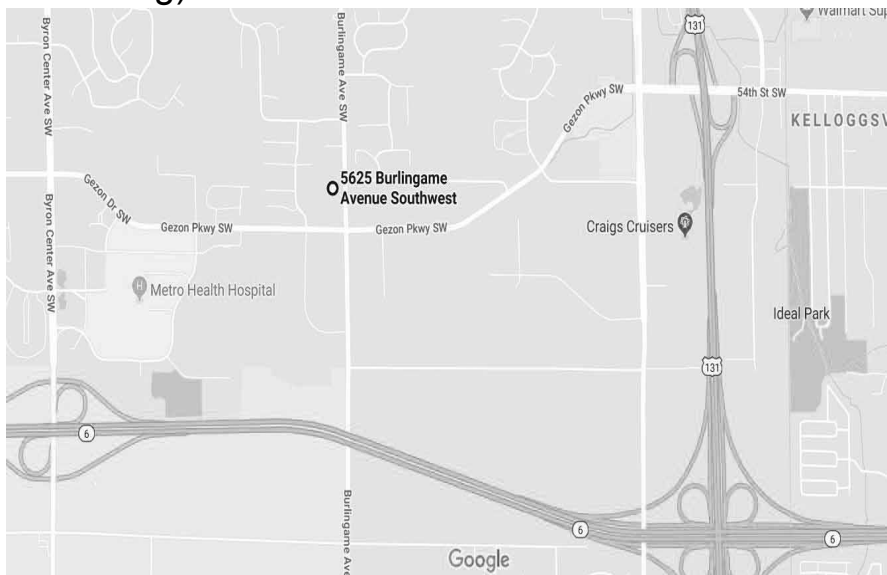 131
Walmart Sup
Byron Center Ave SW
Burlingame Ave SW
Gezon Pkwy SW
54th St SW
KELLOGGSV
5625 Burlingame
Avenue Southwest
Gezon Dr SW
Byron Center Ave SW
Gezon Pkwy SW
Gezon Pkwy SW
Craigs Cruisers
H
Metro Health Hospital
Ideal Park
131
6
Burlingame Ave
6
6
Google